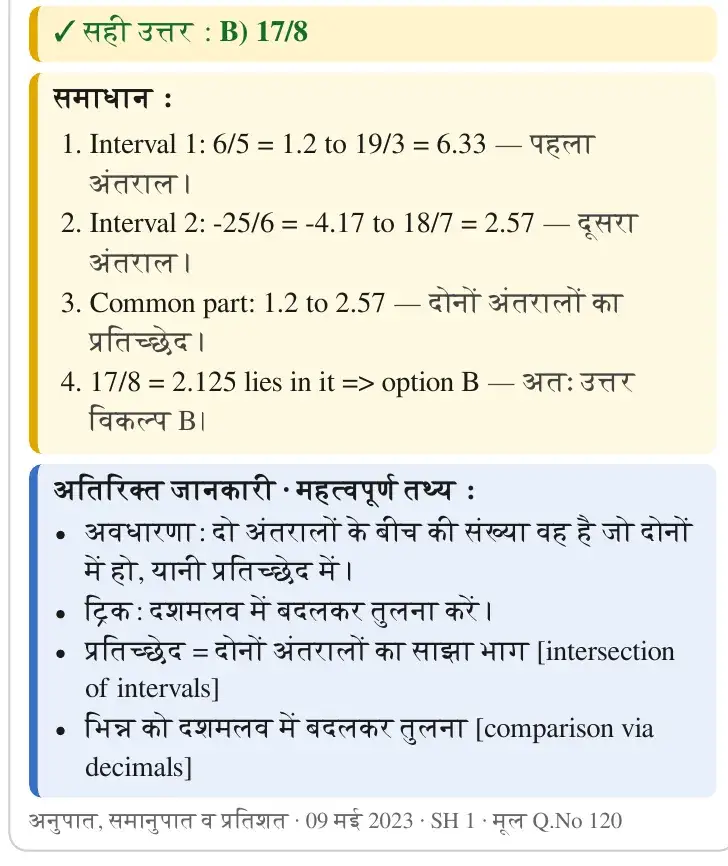 ✓ सही उत्तर : B) 17/8
समाधान :
1. Interval 1: 6/5 = 1.2 to 19/3 = 6.33 — पहला
अंतराल।
2. Interval 2: -25/6 = -4.17 to 18/7 = 2.57 — दूसरा
अंतराल।
3. Common part: 1.2 to 2.57 — दोनों अंतरालों का
प्रतिच्छेद।
4. 17/8 = 2.125 lies in it => option B — अतः उत्तर
विकल्प B।
अतिरिक्त जानकारी · महत्वपूर्ण तथ्य :
• अवधारणा : दो अंतरालों के बीच की संख्या वह है जो दोनों
में हो, यानी प्रतिच्छेद में।
• ट्रिक : दशमलव में बदलकर तुलना करें।
• प्रतिच्छेद = दोनों अंतरालों का साझा भाग [intersection
of intervals]
• भिन्न को दशमलव में बदलकर तुलना [comparison via
decimals]
अनुपात, समानुपात व प्रतिशत · 09 मई 2023 · SH 1 · मूल Q.No 120